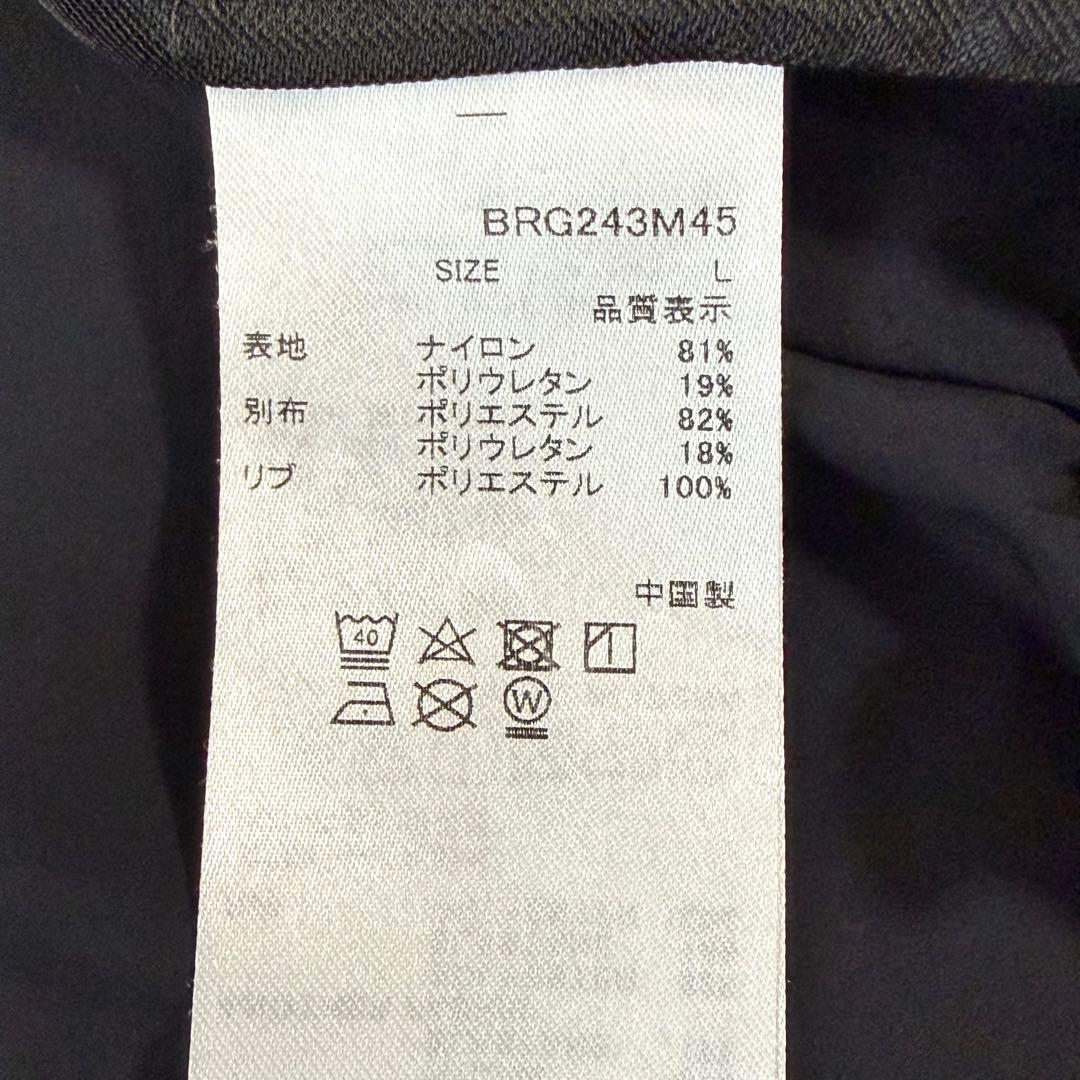 BRG243M45
SIZE L
品質表示
表地 ナイロン 81%
ポリウレタン 19%
別布 ポリエステル 82%
ポリウレタン 18%
リブ ポリエステル 100%
中国製
40
W